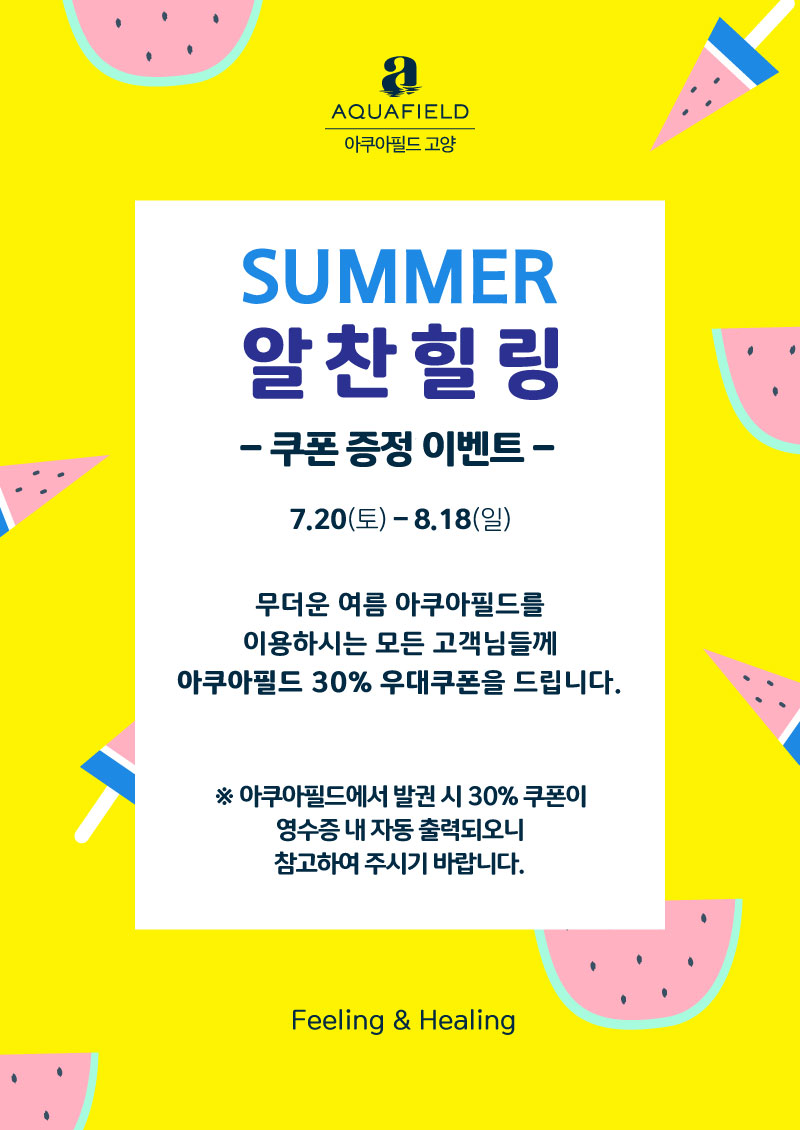 a
AQUAFIELD
아쿠아필드 고양
SUMMER
알찬힐링
- 쿠폰 증정 이벤트 -
7.20(토) - 8.18(일)
무더운 여름 아쿠아필드를
이용하시는 모든 고객님들께
아쿠아필드 30% 우대쿠폰을 드립니다.
※ 아쿠아필드에서 발권 시 30% 쿠폰이
영수증 내 자동 출력되오니
참고하여 주시기 바랍니다.
Feeling & Healing